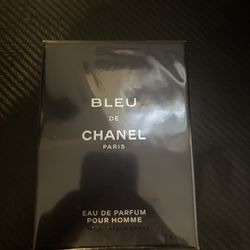 BLEU
DE
CHANEL
PARIS
EAU DE PARFUM
POUR HOMME